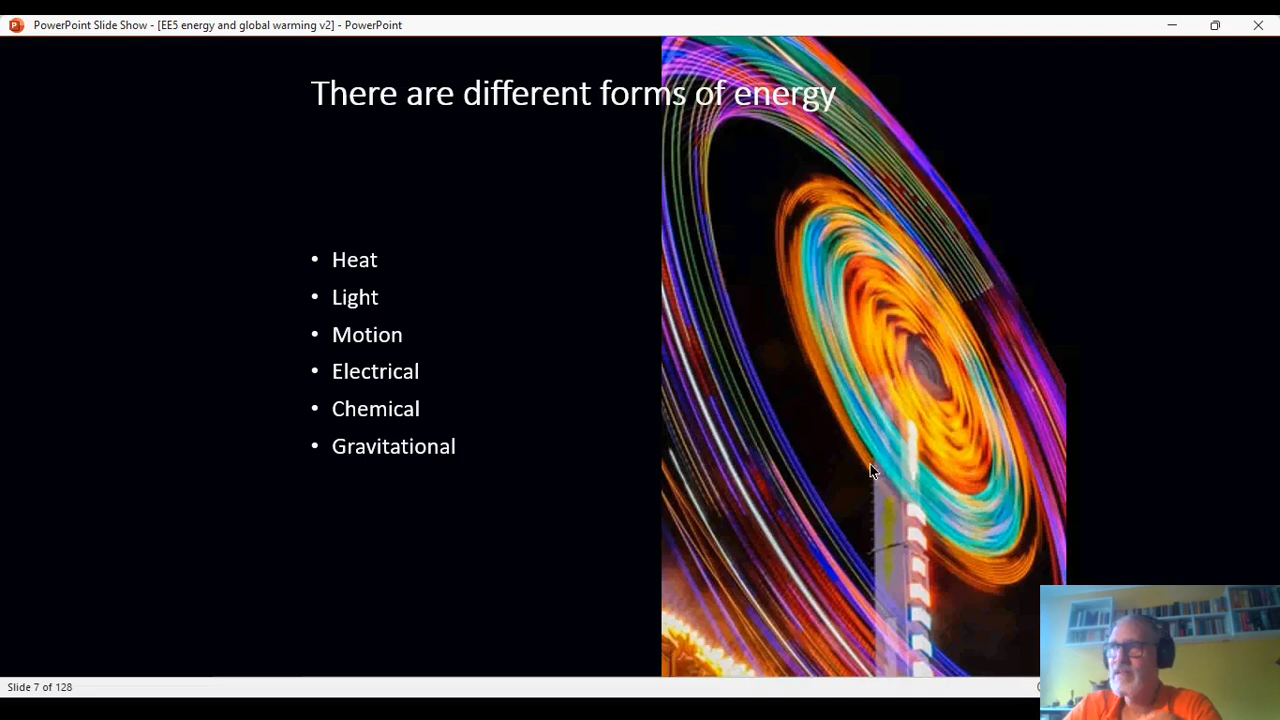 PowerPoint Slide Show - [EE5 energy and global warming v2] - PowerPoint
There are different forms of energy
• Heat
• Light
• Motion
• Electrical
• Chemical
• Gravitational
Slide 7 of 128